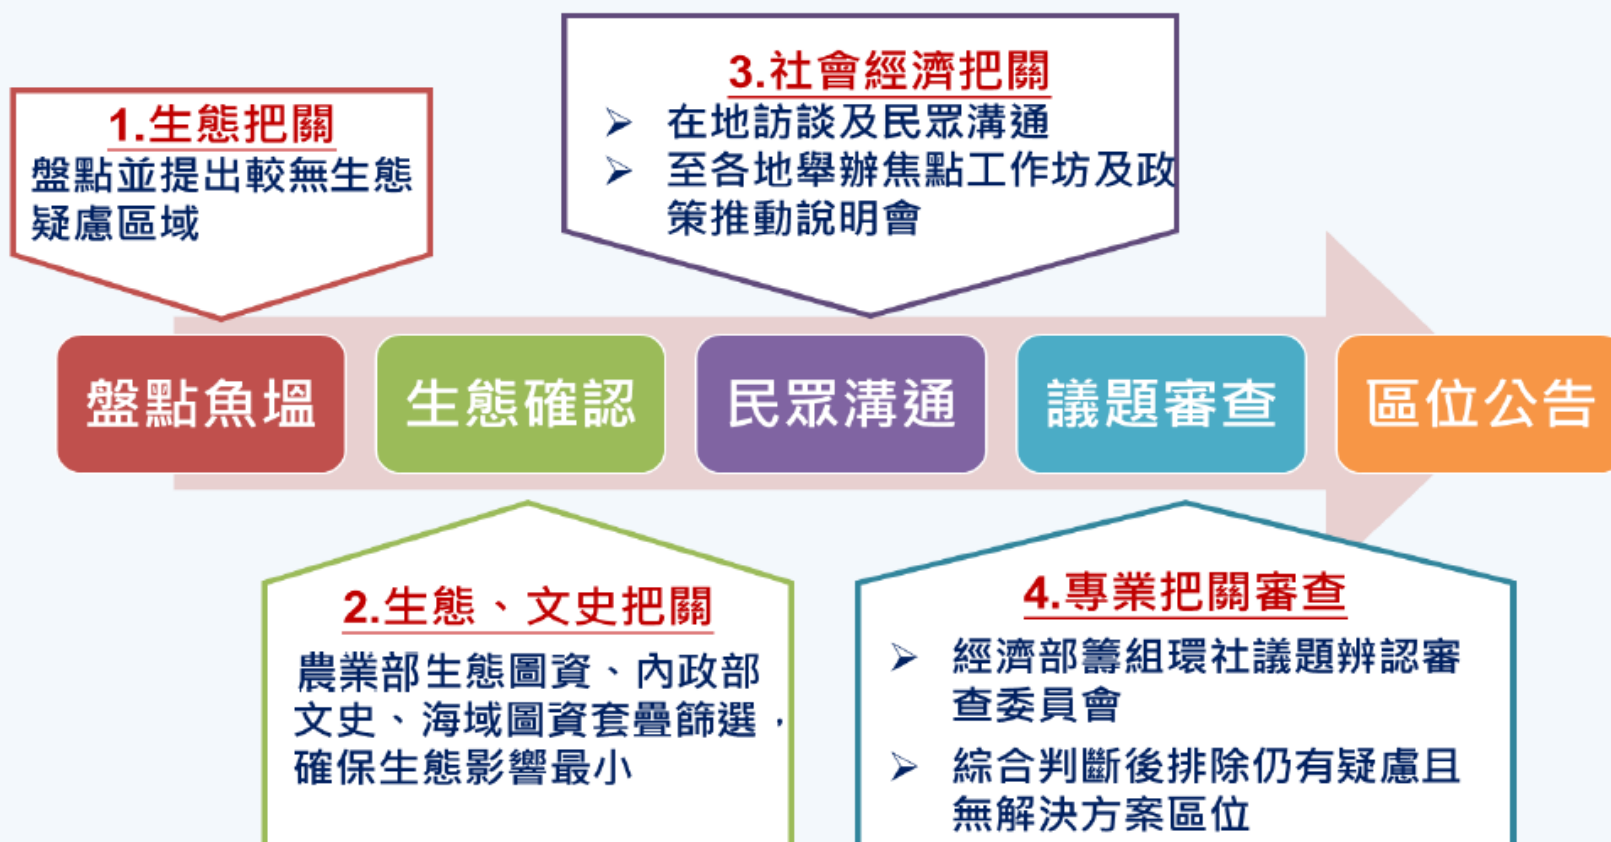 1.生態把關
盤點並提出較無生態
疑慮區域
3.社會經濟把關
➢ 在地訪談及民眾溝通
➢ 至各地舉辦焦點工作坊及政
策推動說明會
盤點魚塭
生態確認
民眾溝通
議題審查
區位公告
2.生態、文史把關
農業部生態圖資、內政部
文史、海域圖資套疊篩選，
確保生態影響最小
4.專業把關審查
➢ 經濟部籌組環社議題辨認審
查委員會
➢ 綜合判斷後排除仍有疑慮且
無解決方案區位